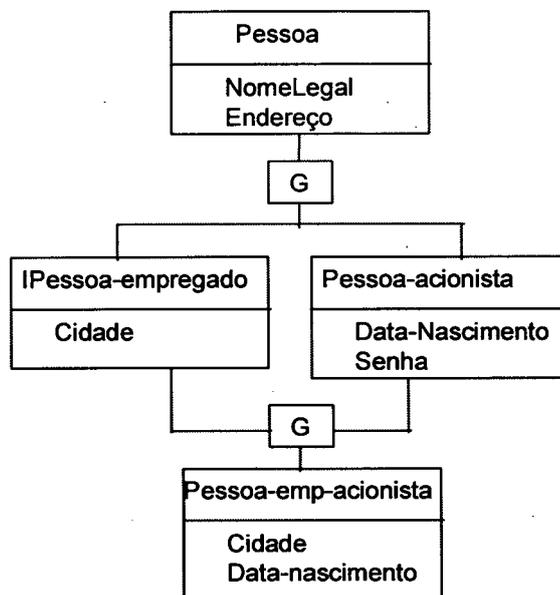 Pessoa
NomeLegal
Endereço
G
IPessoa-empregado
Cidade
Pessoa-acionista
Data-Nascimento
Senha
G
Pessoa-emp-acionista
Cidade
Data-nascimento